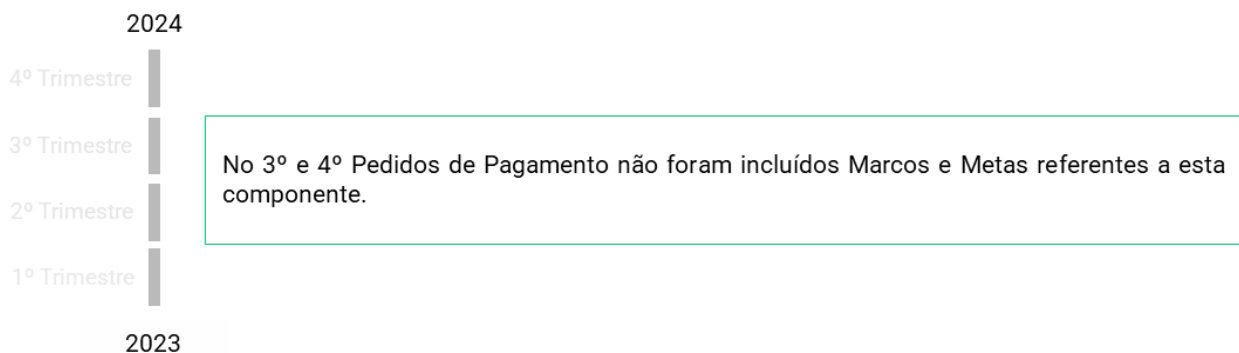 2024
4º Trimestre
3º Trimestre
No 3º e 4º Pedidos de Pagamento não foram incluídos Marcos e Metas referentes a esta
componente.
2º Trimestre
1º Trimestre
2023